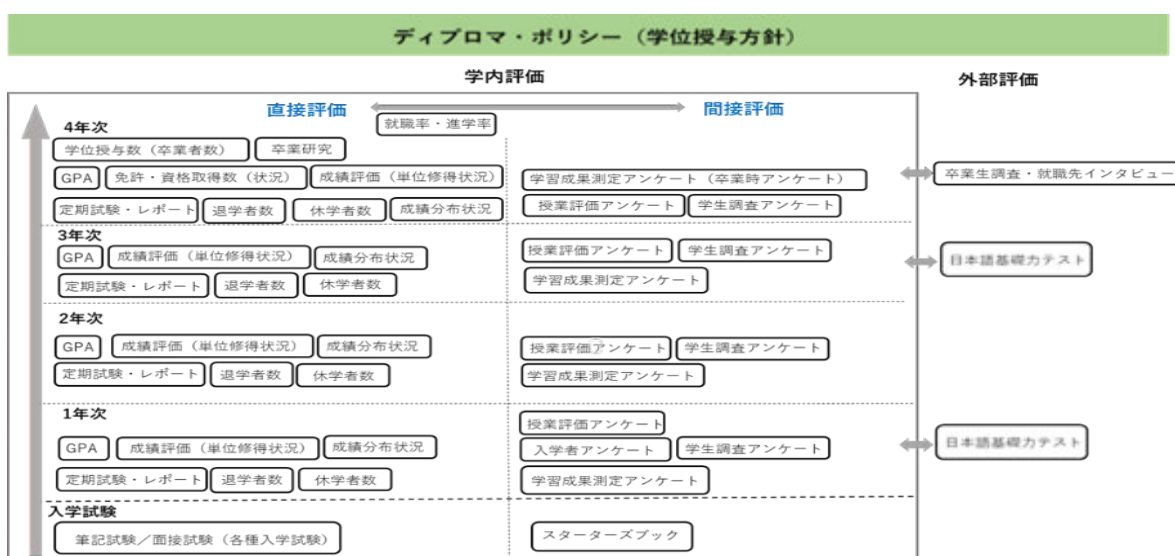 ディプロマ・ポリシー（学位授与方針）
学内評価
外部評価
直接評価
間接評価
就職率・進学率
4年次
学位授与数（卒業者数）
卒業研究
GPA
免許・資格取得数（状況）
成績評価（単位修得状況）
学習成果測定アンケート（卒業時アンケート）
卒業生調査・就職先インタビュー
定期試験・レポート
退学者数
休学者数
成績分布状況
授業評価アンケート
学生調査アンケート
3年次
GPA
成績評価（単位修得状況）
成績分布状況
授業評価アンケート
学生調査アンケート
日本語基礎力テスト
定期試験・レポート
退学者数
休学者数
学習成果測定アンケート
2年次
GPA
成績評価（単位修得状況）
成績分布状況
授業評価アンケート
学生調査アンケート
定期試験・レポート
退学者数
休学者数
学習成果測定アンケート
1年次
授業評価アンケート
GPA
成績評価（単位修得状況）
成績分布状況
入学者アンケート
学生調査アンケート
日本語基礎力テスト
定期試験・レポート
退学者数
休学者数
学習成果測定アンケート
入学試験
筆記試験／面接試験（各種入学試験）
スターターズブック